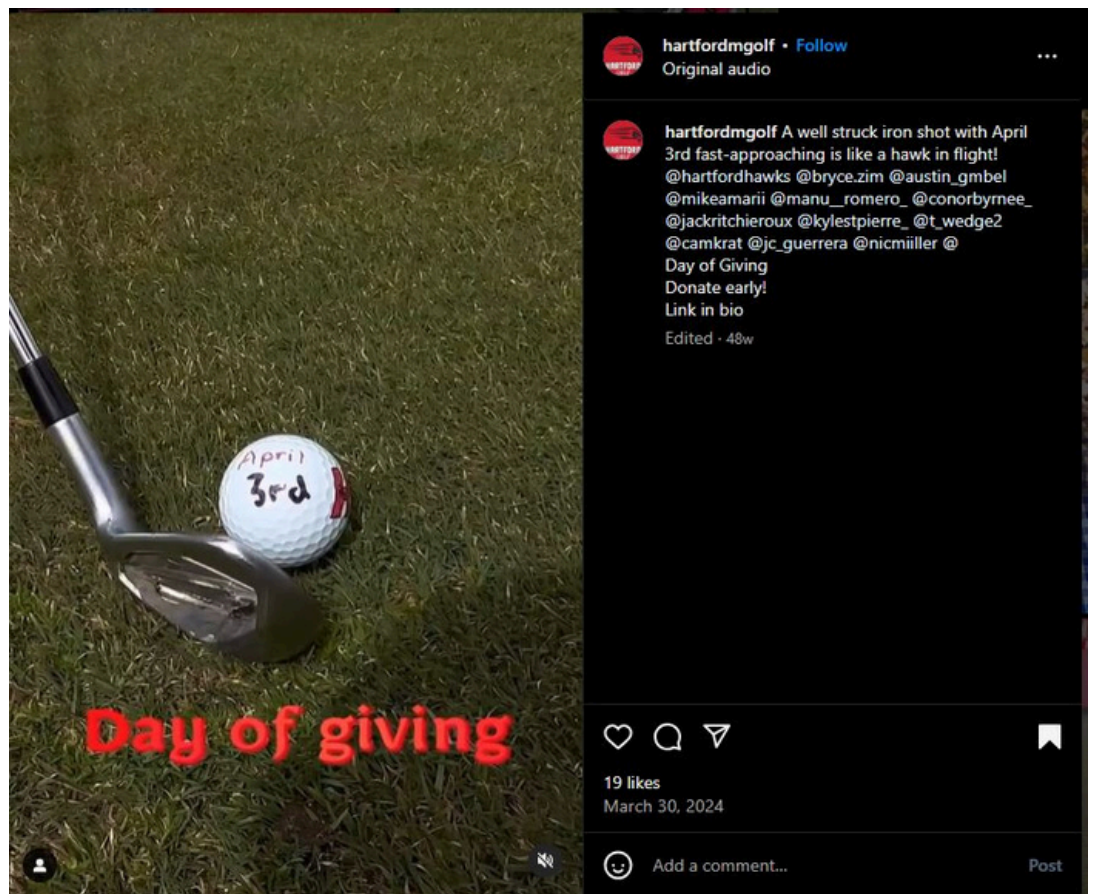 hartfordmgolf • Follow
Original audio
hartfordmgolf A well struck iron shot with April
3rd fast-approaching is like a hawk in flight!
@hartfordhawks @bryce.zim @austin_gmbel
@mikeamarii @manu__romero_ @conorbyrnee_
@jackritchieroux @kylestpierre_ @t_wedge2
@camkrat @jc_guerrera @nicmiiller @
Day of Giving
Donate early!
Link in bio
Edited · 48w
April
3rd
Day of giving
19 likes
March 30, 2024
Add a comment...
Post